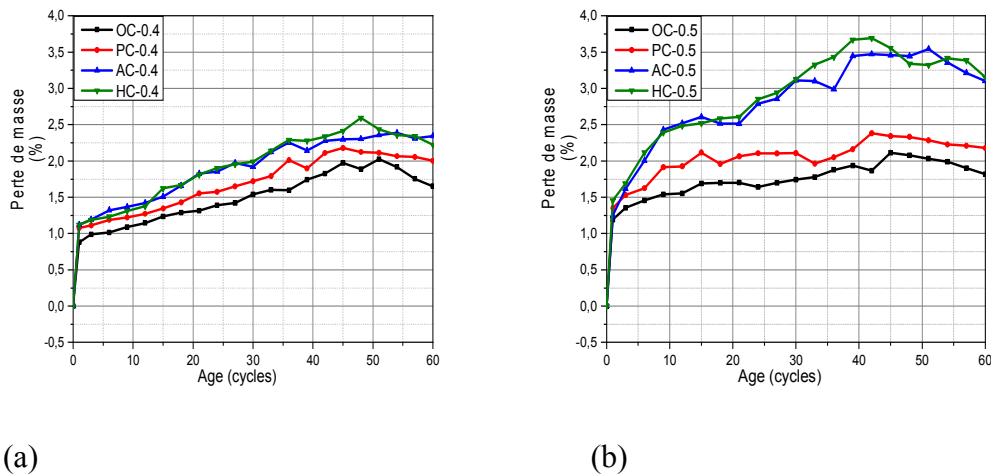 4,0
3,5
3,0
2,5
2,0
1,5
1,0
0,5
0,0
-0,5
Perte de masse
(%)
OC-0.4
PC-0.4
AC-0.4
HC-0.4
0 10 20 30 40 50 60
Age (cycles)
(a)
4,0
3,5
3,0
2,5
2,0
1,5
1,0
0,5
0,0
-0,5
Perte de masse
(%)
OC-0.5
PC-0.5
AC-0.5
HC-0.5
0 10 20 30 40 50 60
Age (cycles)
(b)